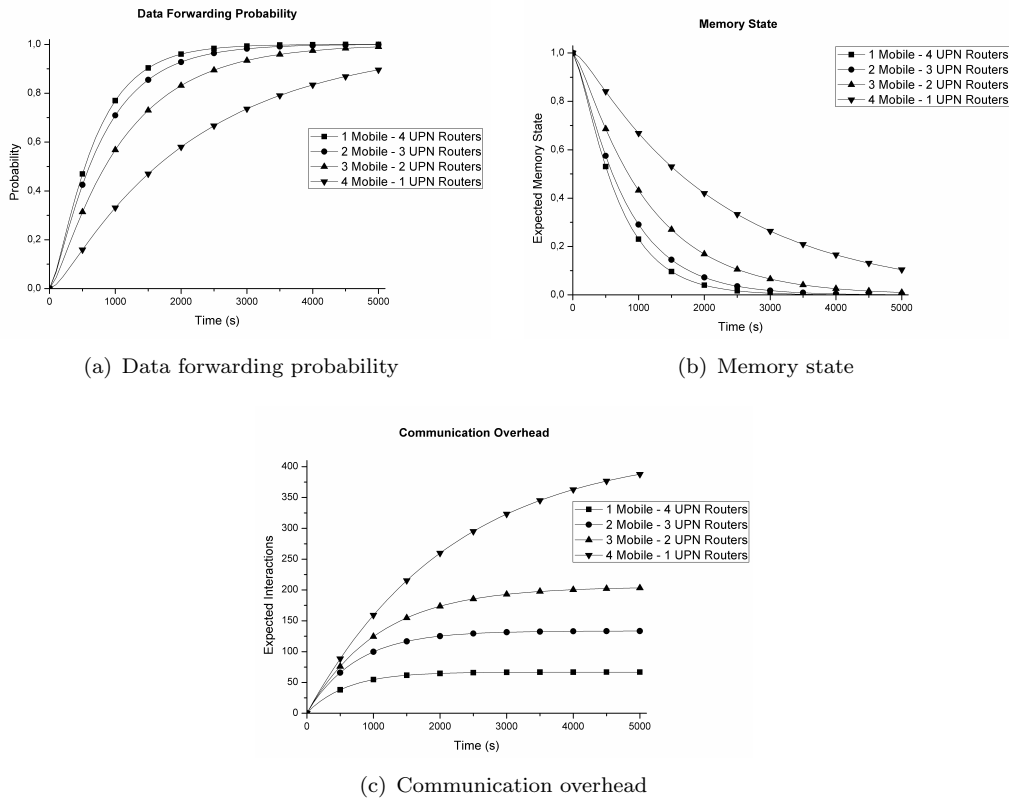 Data Forwarding Probability
1,0
0,8
0,6
0,4
0,2
0,0
Probability
0 1000 2000 3000 4000 5000
Time (s)
1 Mobile - 4 UPN Routers
2 Mobile - 3 UPN Routers
3 Mobile - 2 UPN Routers
4 Mobile - 1 UPN Routers
(a) Data forwarding probability
Memory State
1,0
0,8
0,6
0,4
0,2
0,0
Expected Memory State
0 1000 2000 3000 4000 5000
Time (s)
1 Mobile - 4 UPN Routers
2 Mobile - 3 UPN Routers
3 Mobile - 2 UPN Routers
4 Mobile - 1 UPN Routers
(b) Memory state
Communication Overhead
400
350
300
250
200
150
100
50
0
Expected Interactions
0 1000 2000 3000 4000 5000
Time (s)
1 Mobile - 4 UPN Routers
2 Mobile - 3 UPN Routers
3 Mobile - 2 UPN Routers
4 Mobile - 1 UPN Routers
(c) Communication overhead